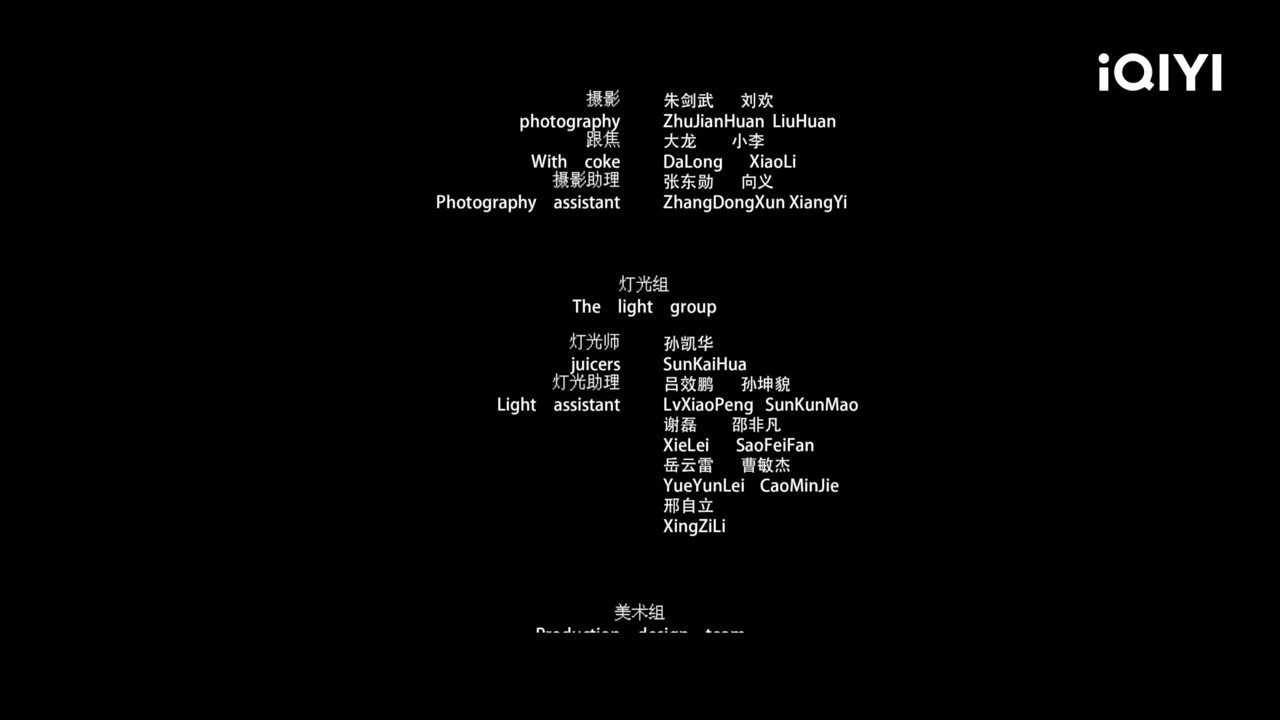 iQIYI
摄影 朱剑武 刘欢
photography ZhuJianHuan LiuHuan
跟焦 大龙 小李
With coke DaLong XiaoLi
摄影助理 张东勋 向义
Photography assistant ZhangDongXun XiangYi
灯光组
The light group
灯光师 孙凯华
juicers SunKaiHua
灯光助理 吕效鹏 孙坤貌
Light assistant LvXiaoPeng SunKunMao
谢磊 邵非凡
XieLei SaoFeiFan
岳云雷 曹敏杰
YueYunLei CaoMinJie
邢自立
XingZiLi
美术组
Production design team